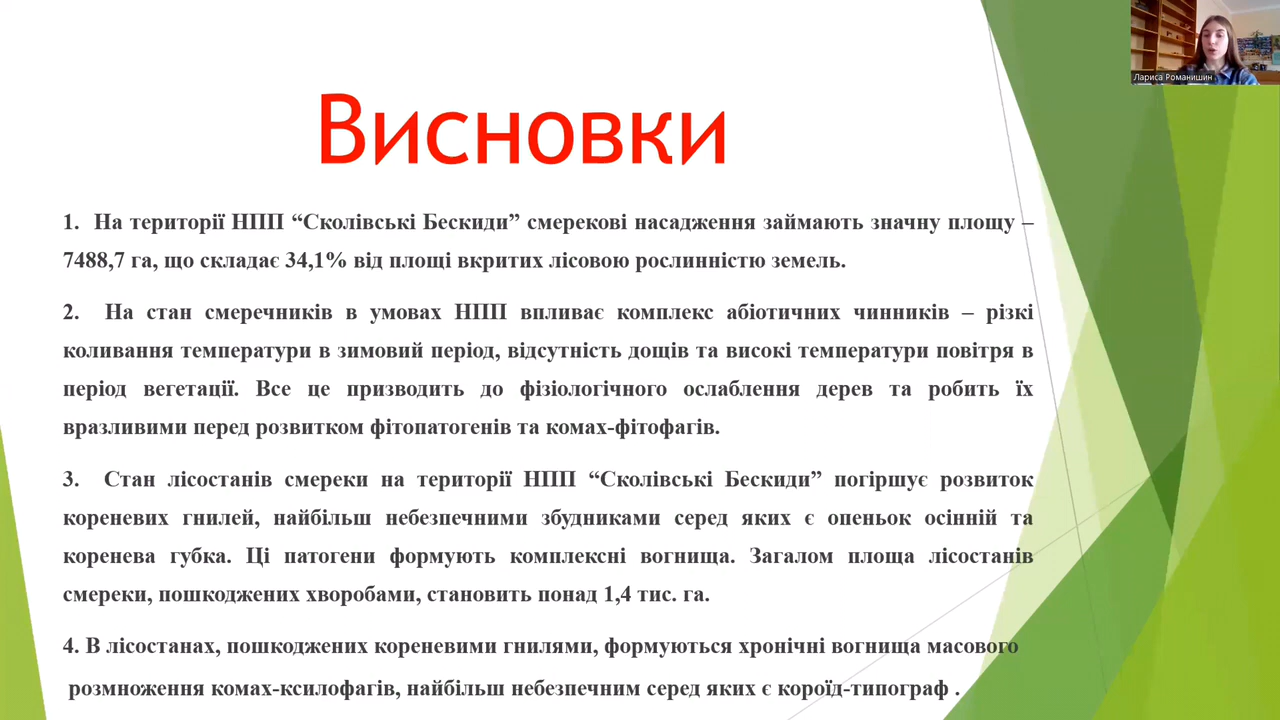 Лариса Романишин
Висновки
1. На території НПП “Сколівські Бескиди” смерекові насадження займають значну площу –
7488,7 га, що складає 34,1% від площі вкритих лісовою рослинністю земель.
2. На стан смеречників в умовах НПП впливає комплекс абіотичних чинників – різкі
коливання температури в зимовий період, відсутність дощів та високі температури повітря в
період вегетації. Все це призводить до фізіологічного ослаблення дерев та робить їх
вразливими перед розвитком фітопатогенів та комах-фітофагів.
3. Стан лісостанів смереки на території НПП “Сколівські Бескиди” погіршує розвиток
кореневих гнилей, найбільш небезпечними збудниками серед яких є опеньок осінній та
коренева губка. Ці патогени формують комплексні вогнища. Загалом площа лісостанів
смереки, пошкоджених хворобами, становить понад 1,4 тис. га.
4. В лісостанах, пошкоджених кореневими гнилями, формуються хронічні вогнища масового
розмноження комах-ксилофагів, найбільш небезпечним серед яких є короїд-типограф .